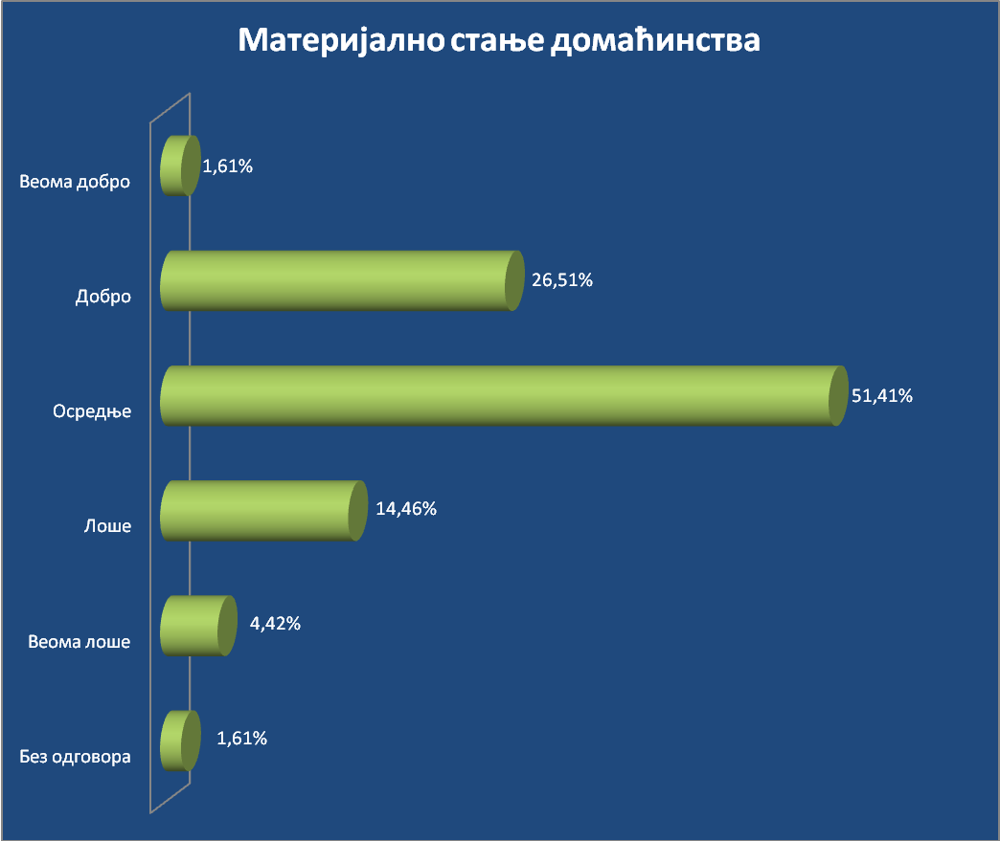 Материјално стање домаћинства
Веома добро
1,61%
Добро
26,51%
Осредње
51,41%
Лоше
14,46%
Веома лоше
4,42%
Без одговора
1,61%